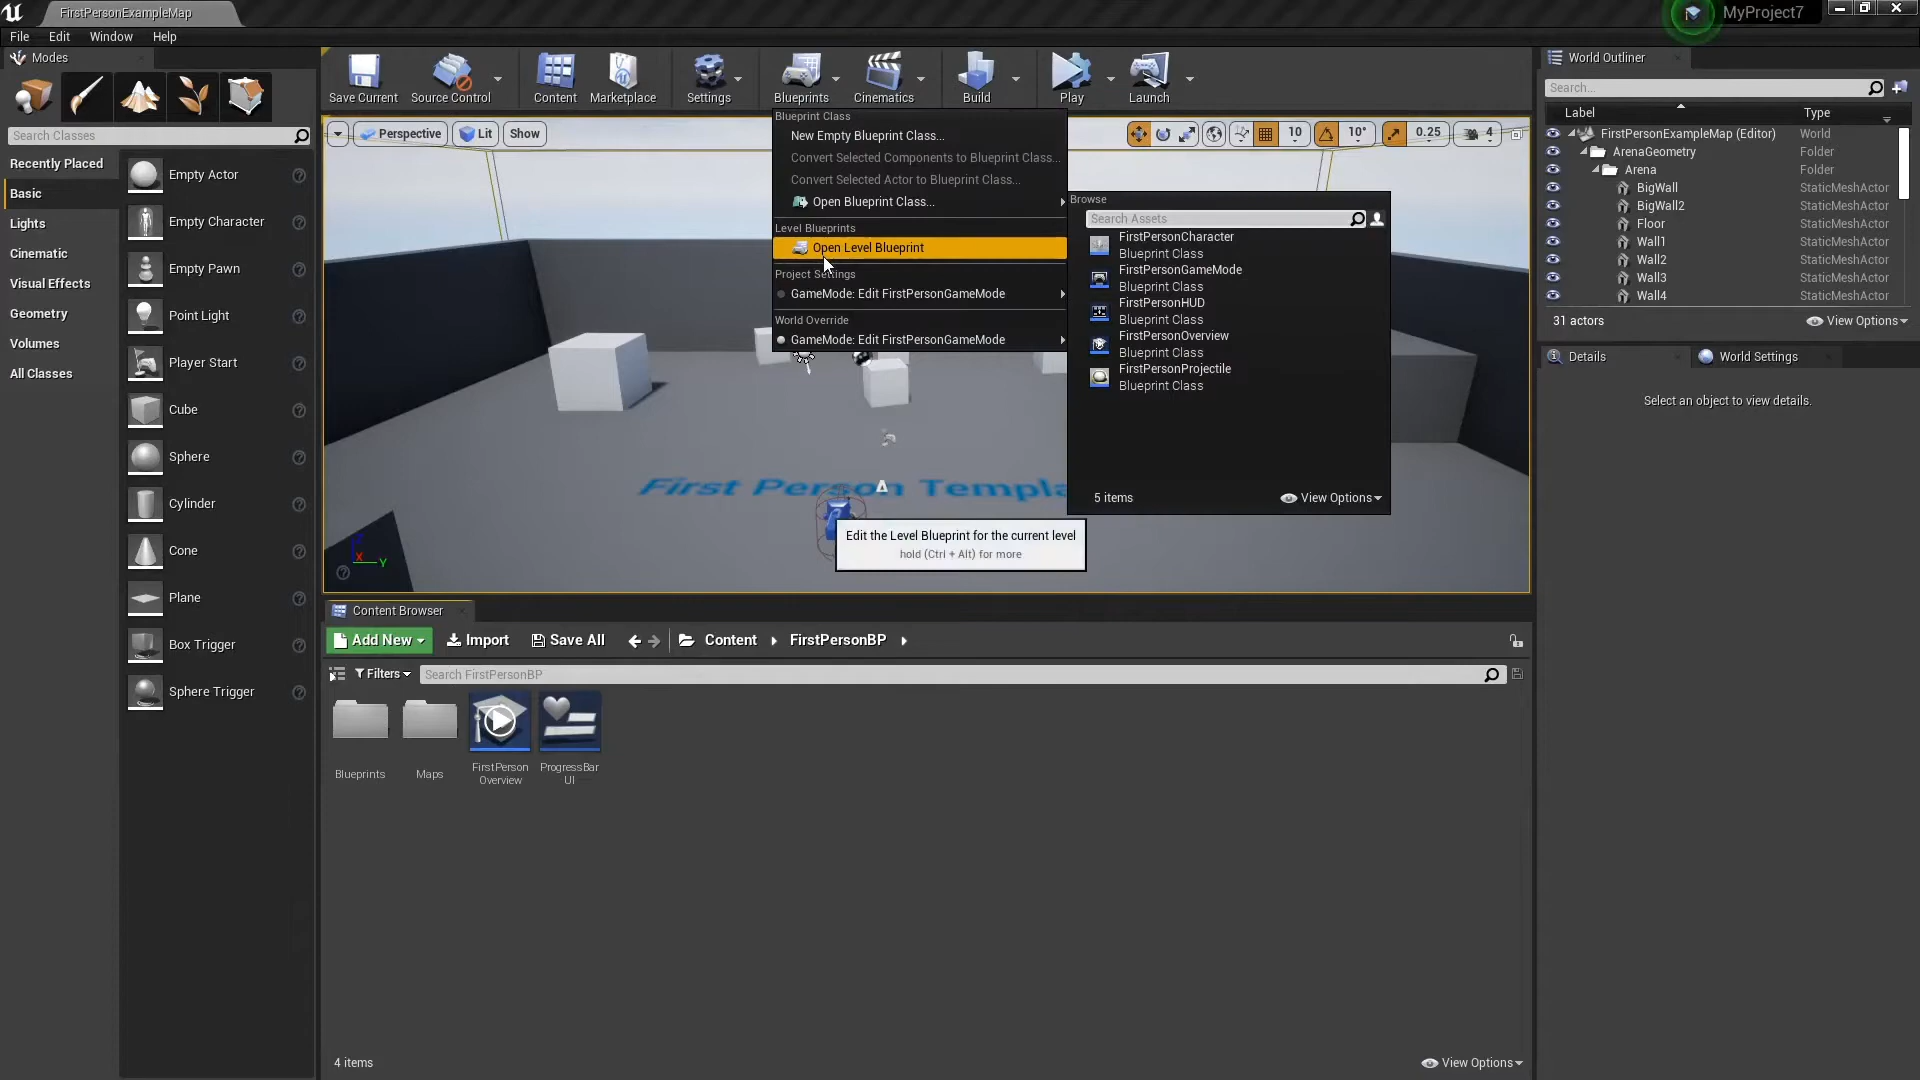 FirstPersonExampleMap
MyProject7
File Edit Window Help
Modes
Search Classes
Recently Placed
Basic
Lights
Cinematic
Visual Effects
Geometry
Volumes
All Classes
Empty Actor
Empty Character
Empty Pawn
Point Light
Player Start
Cube
Sphere
Cylinder
Cone
Plane
Box Trigger
Sphere Trigger
Save Current Source Control Content Marketplace Settings Blueprints Cinematics Build Play Launch
Perspective Lit Show
10 10° 0.25 4
Blueprint Class
New Empty Blueprint Class...
Convert Selected Components to Blueprint Class...
Convert Selected Actor to Blueprint Class...
Open Blueprint Class...
Level Blueprints
Open Level Blueprint
Project Settings
GameMode: Edit FirstPersonGameMode
World Override
GameMode: Edit FirstPersonGameMode
Browse
Search Assets
FirstPersonCharacter
Blueprint Class
FirstPersonGameMode
Blueprint Class
FirstPersonHUD
Blueprint Class
FirstPersonOverview
Blueprint Class
FirstPersonProjectile
Blueprint Class
5 items View Options
First Person Templa
X Y
Edit the Level Blueprint for the current level
hold (Ctrl + Alt) for more
Content Browser
Add New Import Save All Content FirstPersonBP
Filters Search FirstPersonBP
Blueprints
Maps
FirstPerson
Overview
ProgressBar
UI
4 items View Options
World Outliner
Search...
Label Type
FirstPersonExampleMap (Editor) World
ArenaGeometry Folder
Arena Folder
BigWall StaticMeshActor
BigWall2 StaticMeshActor
Floor StaticMeshActor
Wall1 StaticMeshActor
Wall2 StaticMeshActor
Wall3 StaticMeshActor
Wall4 StaticMeshActor
31 actors View Options
Details World Settings
Select an object to view details.